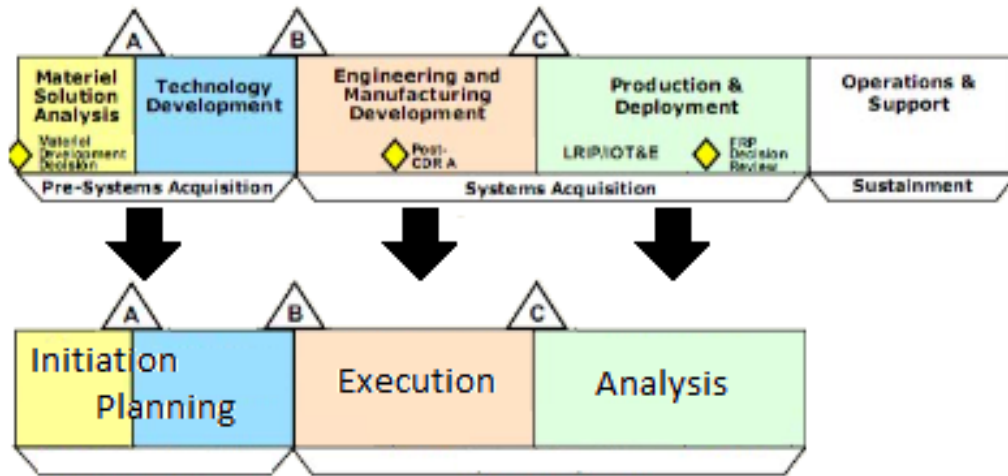 A
B
C
Materiel
Solution
Analysis
Technology
Development
Engineering and
Manufacturing
Development
Production &
Deployment
Operations &
Support
Materiel
Development
Decision
Post-
CDR A
LRIP/IOT&E
FRP
Decision
Review
Pre-Systems Acquisition
Systems Acquisition
Sustainment
A
B
C
Initiation
Planning
Execution
Analysis